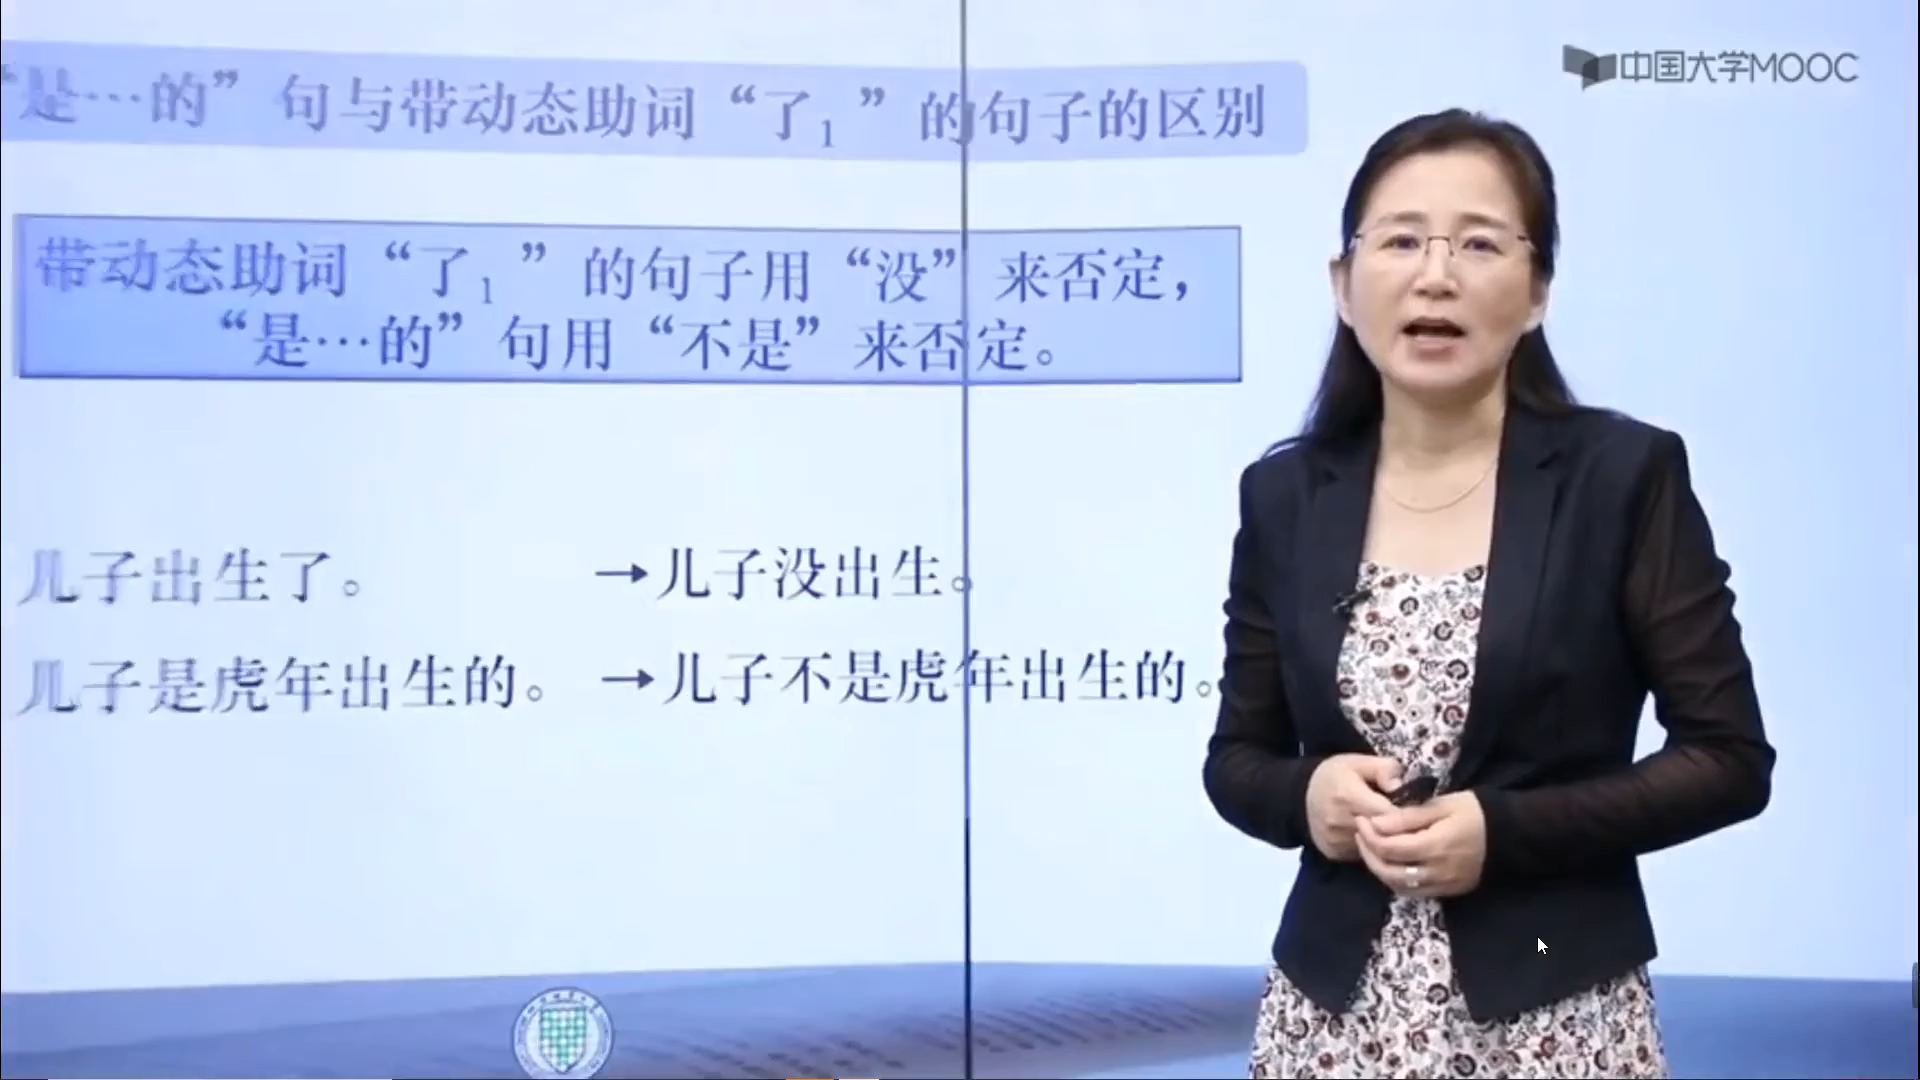 中国大学MOOC
“是…的”句与带动态助词“了₁”的句子的区别
带动态助词“了₁”的句子用“没”来否定，
“是…的”句用“不是”来否定。
儿子出生了。 →儿子没出生。
儿子是虎年出生的。 →儿子不是虎年出生的。